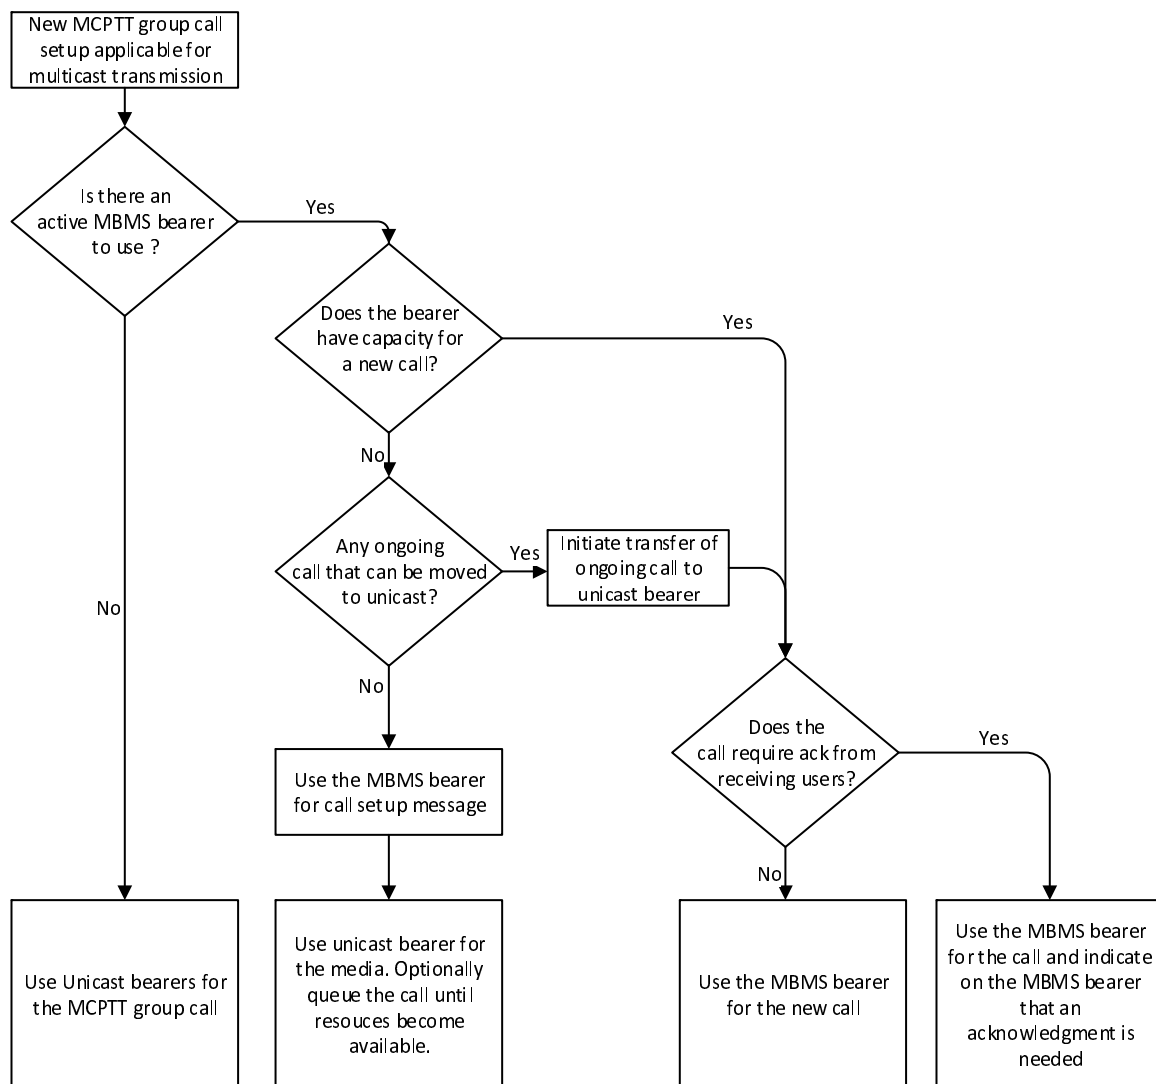 New MCPTT group call
setup applicable for
multicast transmission
Is there an
active MBMS bearer
to use ?
Yes
Does the bearer
have capacity for
a new call?
Yes
No
Any ongoing
call that can be moved
to unicast?
Yes
Initiate transfer of
ongoing call to
unicast bearer
No
No
Does the
call require ack from
receiving users?
Yes
Use the MBMS bearer
for call setup message
No
Use Unicast bearers for
the MCPTT group call
Use unicast bearer for
the media. Optionally
queue the call until
resouces become
available.
Use the MBMS bearer
for the new call
Use the MBMS bearer
for the call and indicate
on the MBMS bearer
that an
acknowledgment is
needed